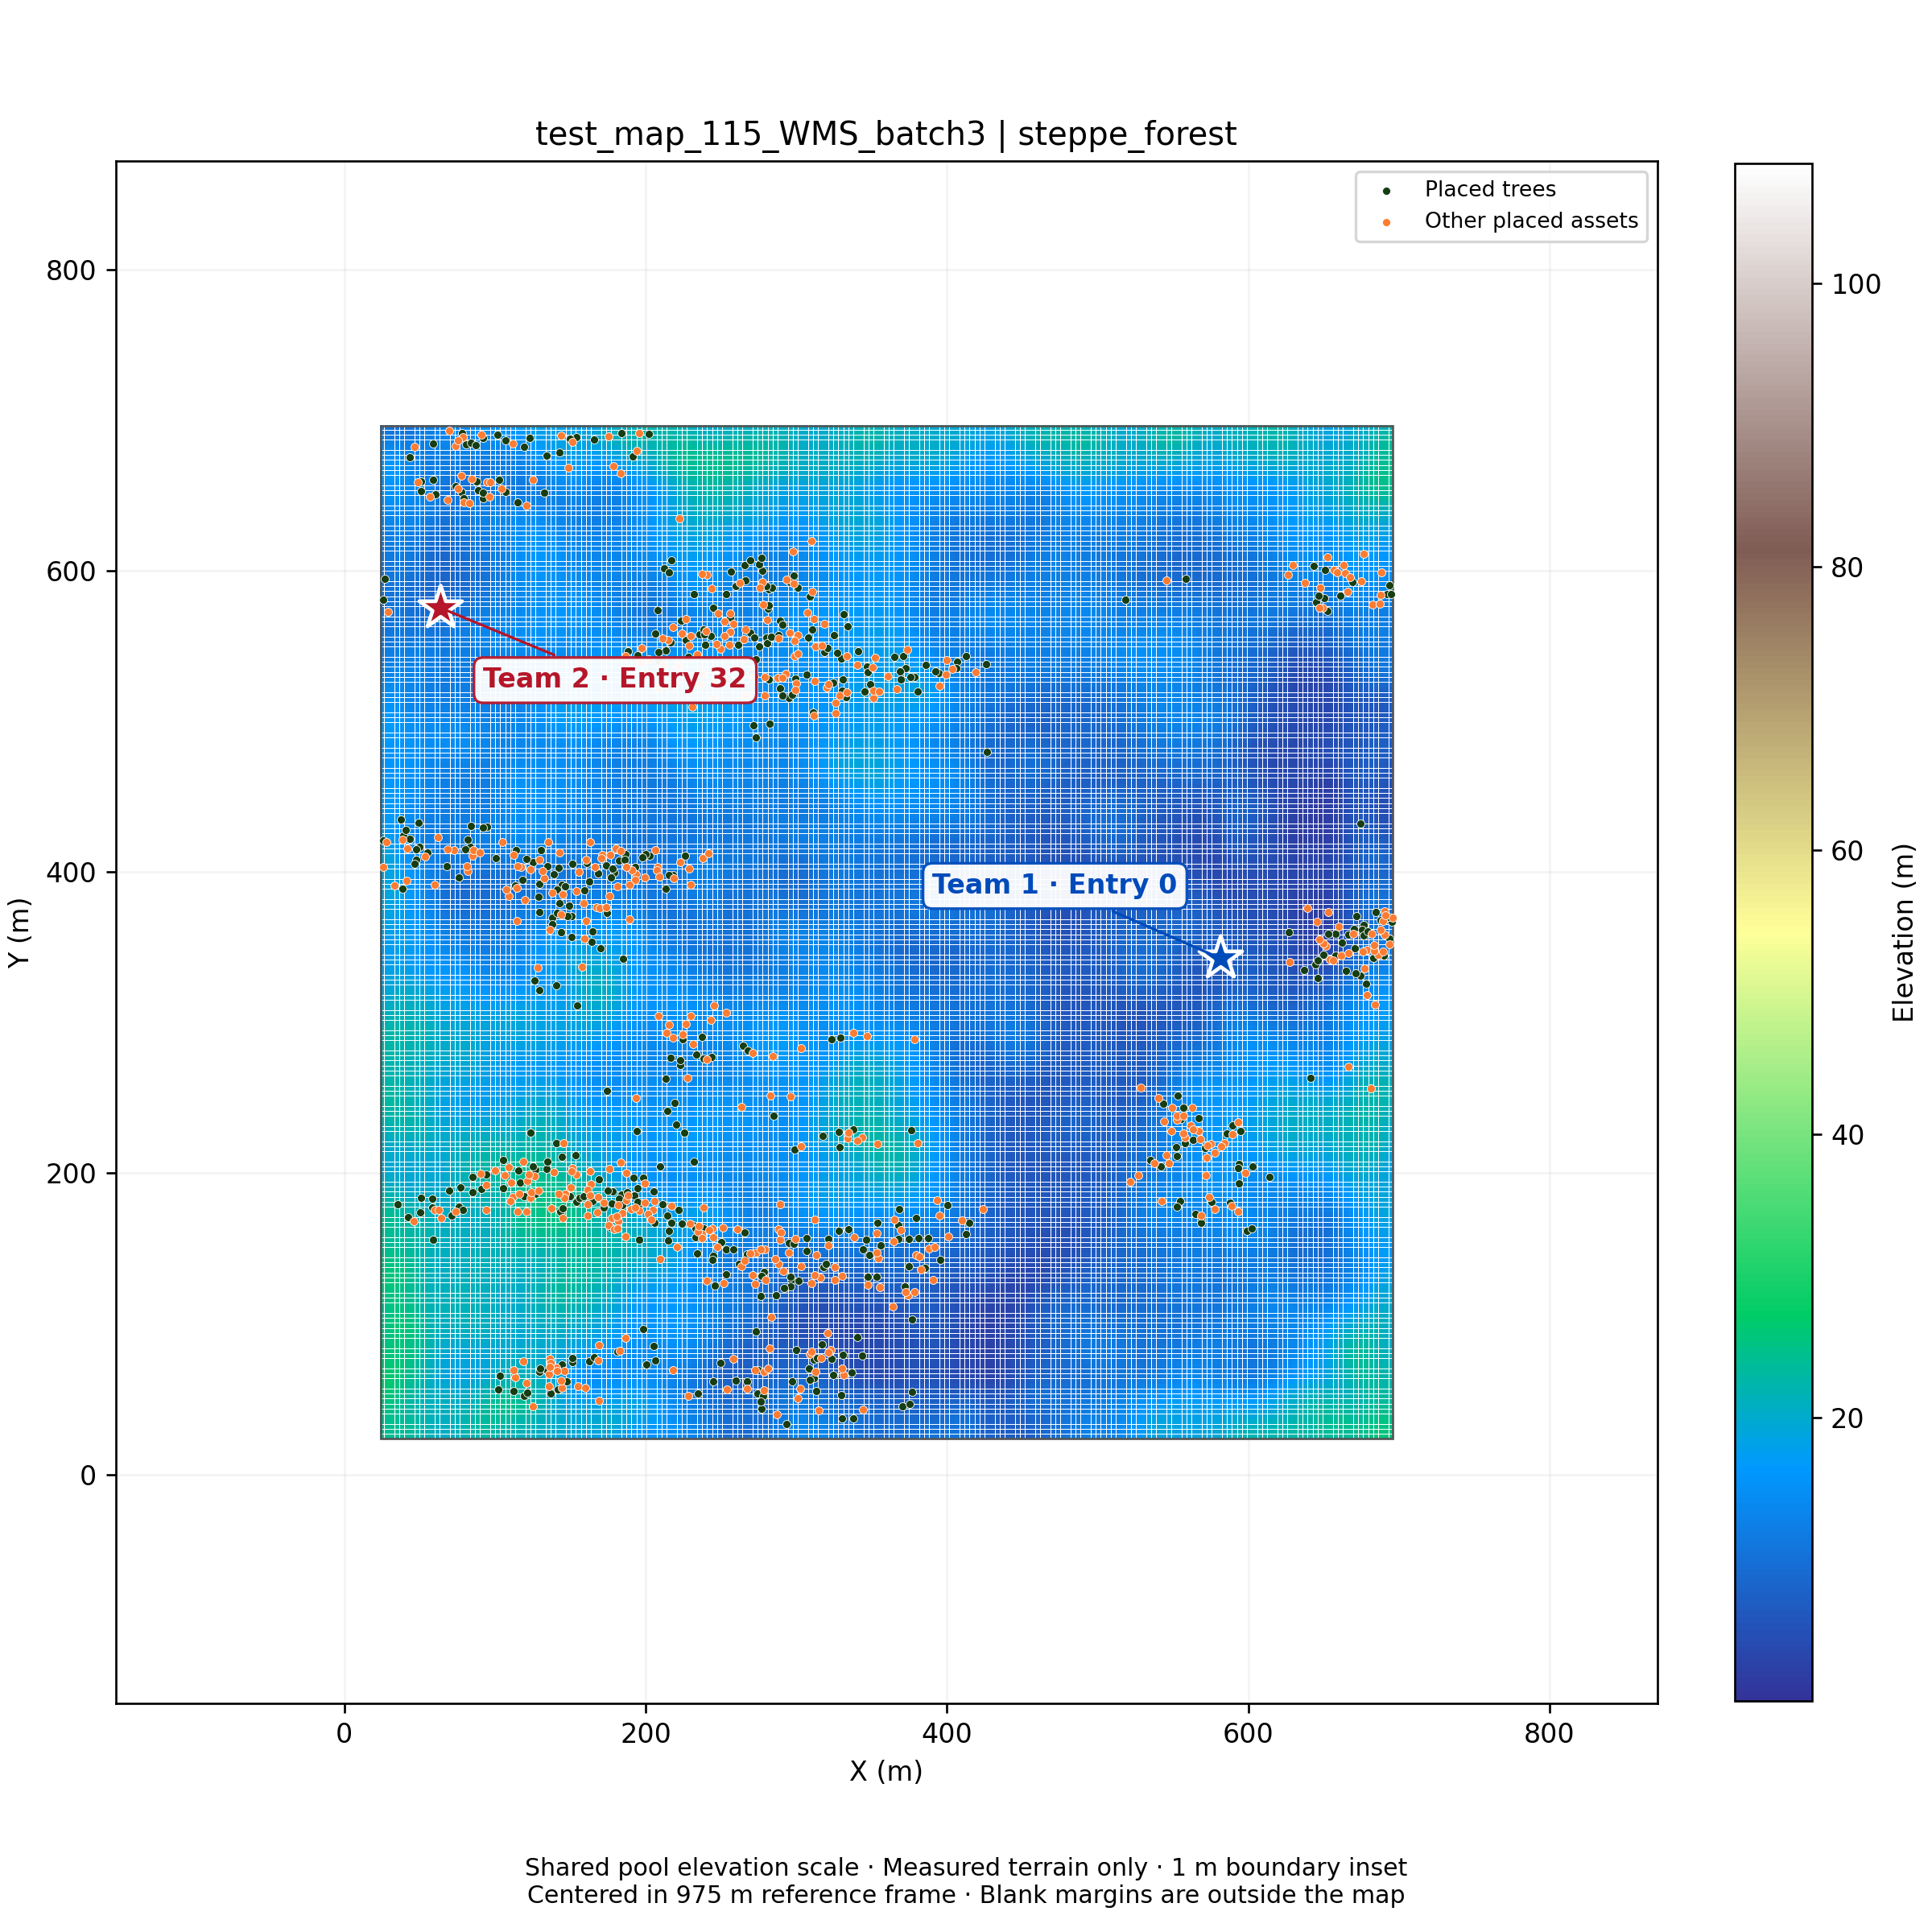 test_map_115_WMS_batch3 | steppe_forest
Placed trees
Other placed assets
800
600
400
200
0
Y (m)
Team 2 · Entry 32
Team 1 · Entry 0
0
200
400
600
800
X (m)
100
80
60
40
20
Elevation (m)
Shared pool elevation scale · Measured terrain only · 1 m boundary inset
Centered in 975 m reference frame · Blank margins are outside the map